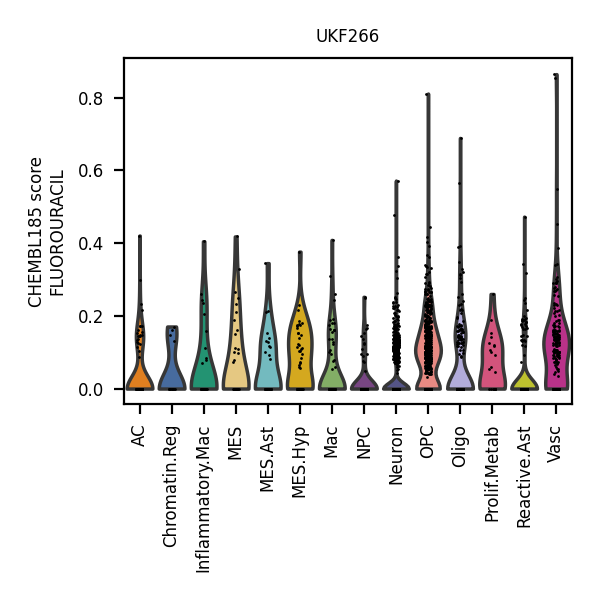 UKF266
CHEMBL185 score
FLUOROURACIL
0.8
0.6
0.4
0.2
0.0
AC
Chromatin.Reg
Inflammatory.Mac
MES
MES.Ast
MES.Hyp
Mac
NPC
Neuron
OPC
Oligo
Prolif.Metab
Reactive.Ast
Vasc